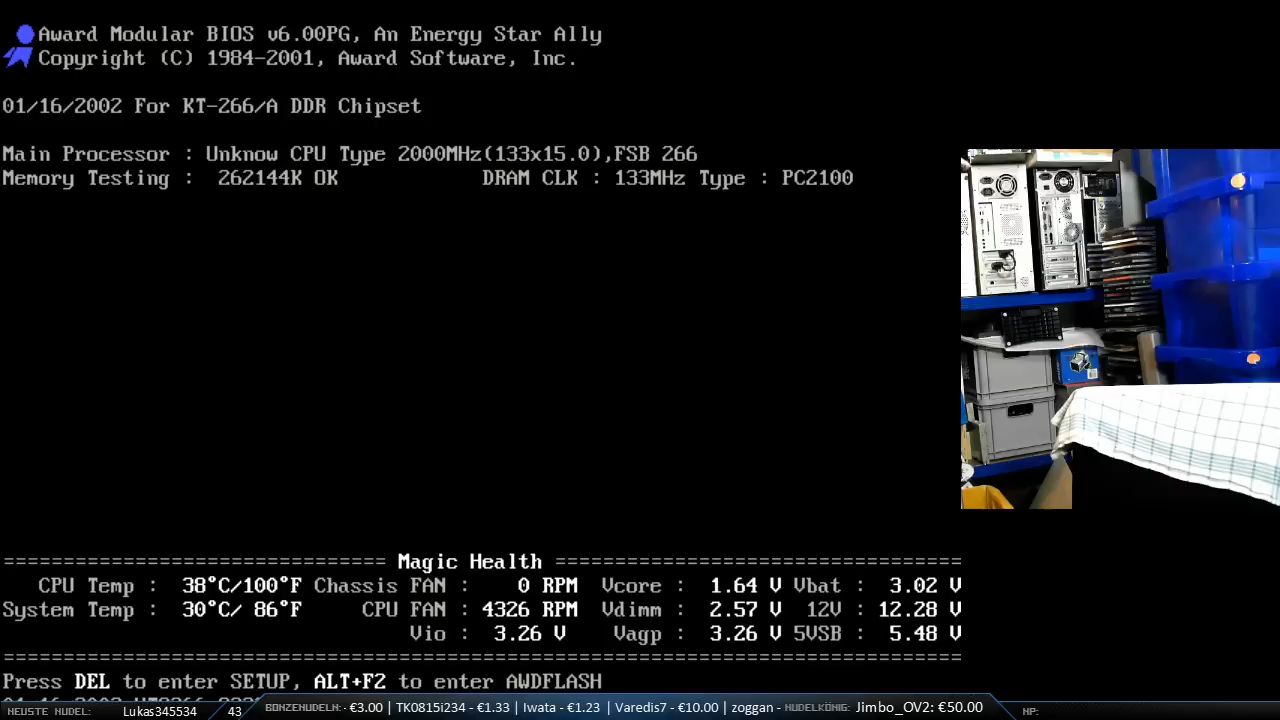 Award Modular BIOS v6.00PG, An Energy Star Ally
Copyright (C) 1984-2001, Award Software, Inc.
01/16/2002 For KT-266/A DDR Chipset
Main Processor : Unknow CPU Type 2000MHz(133x15.0),FSB 266
Memory Testing : 262144K OK DRAM CLK : 133MHz Type : PC2100
================================ Magic Health ==================================
CPU Temp : 38°C/100°F Chassis FAN : 0 RPM Vcore : 1.64 V Vbat : 3.02 V
System Temp : 30°C/ 86°F CPU FAN : 4326 RPM Vdimm : 2.57 V 12V : 12.28 V
Vio : 3.26 V Vagp : 3.26 V 5VSB : 5.48 V
================================================================================
Press DEL to enter SETUP, ALT+F2 to enter AWDFLASH
NEUSTE NUDEL: Lukas345534 43 BONZENUDELN: - €3.00 | TK0815i234 - €1.33 | Iwata - €1.23 | Varedis7 - €10.00 | zoggan - NUDELKÖNIG: Jimbo_OV2: €50.00 HP: